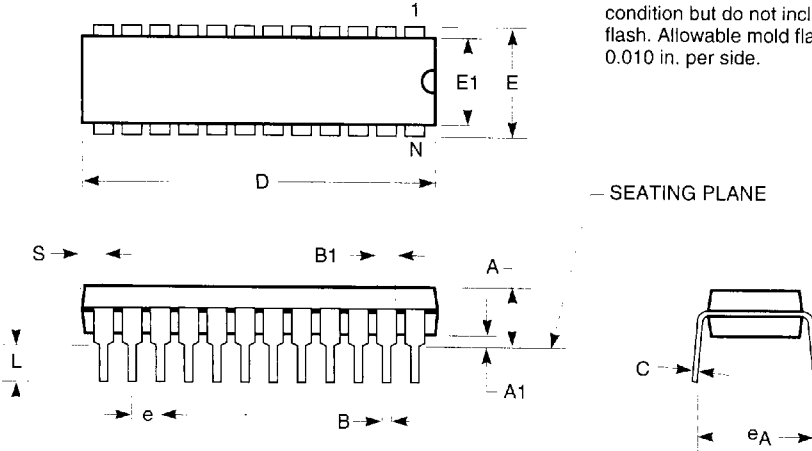 1
condition but do not incl
flash. Allowable mold fla
0.010 in. per side.
E1
E
N
D
SEATING PLANE
S
B1
A
L
A1
C
e
B
eA